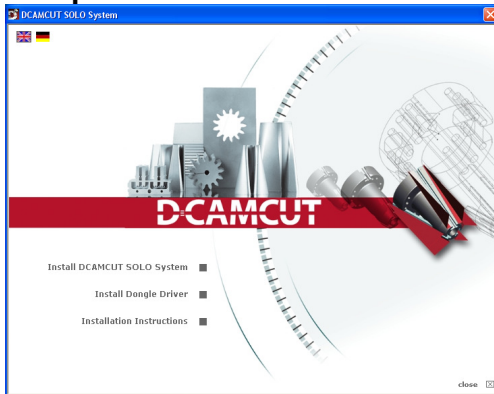 DCAMCUT SOLO System
D-CAMCUT
Install DCAMCUT SOLO System
Install Dongle Driver
Installation Instructions
close